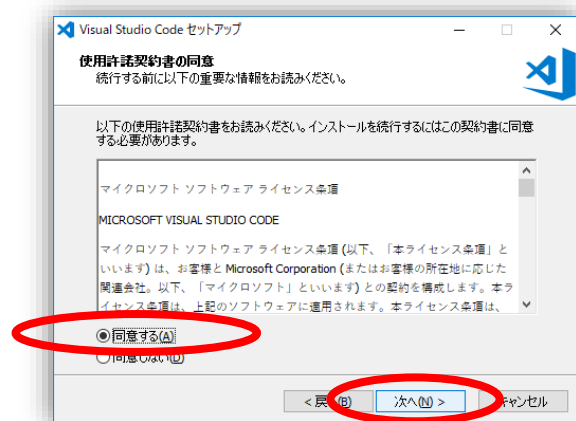 Visual Studio Code セットアップ
使用許諾契約書の同意
続行する前に以下の重要な情報をお読みください。
以下の使用許諾契約書をお読みください。インストールを続行するにはこの契約書に同意
する必要があります。
マイクロソフト ソフトウェア ライセンス条項
MICROSOFT VISUAL STUDIO CODE
マイクロソフト ソフトウェア ライセンス条項 (以下、「本ライセンス条項」と
いいます) は、お客様と Microsoft Corporation (またはお客様の所在地に応じた
関連会社。以下、「マイクロソフト」といいます) との契約を構成します。本ラ
イセンス条項は、上記のソフトウェアに適用されます。本ライセンス条項は、
同意する(A)
同意しない(D)
< 戻る(B) 次へ(N) > キャンセル